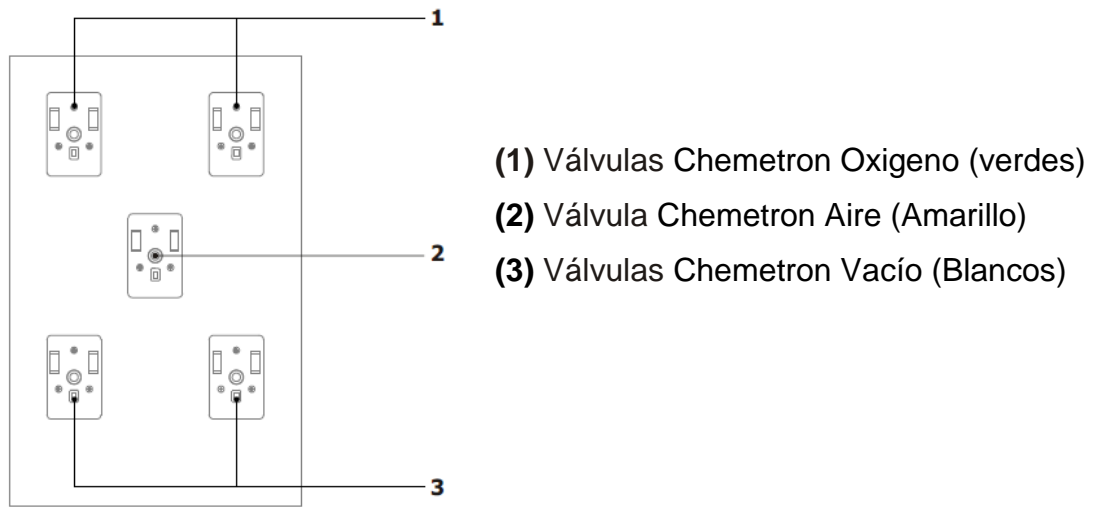 1
(1) Válvulas Chemetron Oxigeno (verdes)
(2) Válvula Chemetron Aire (Amarillo)
2
(3) Válvulas Chemetron Vacío (Blancos)
3